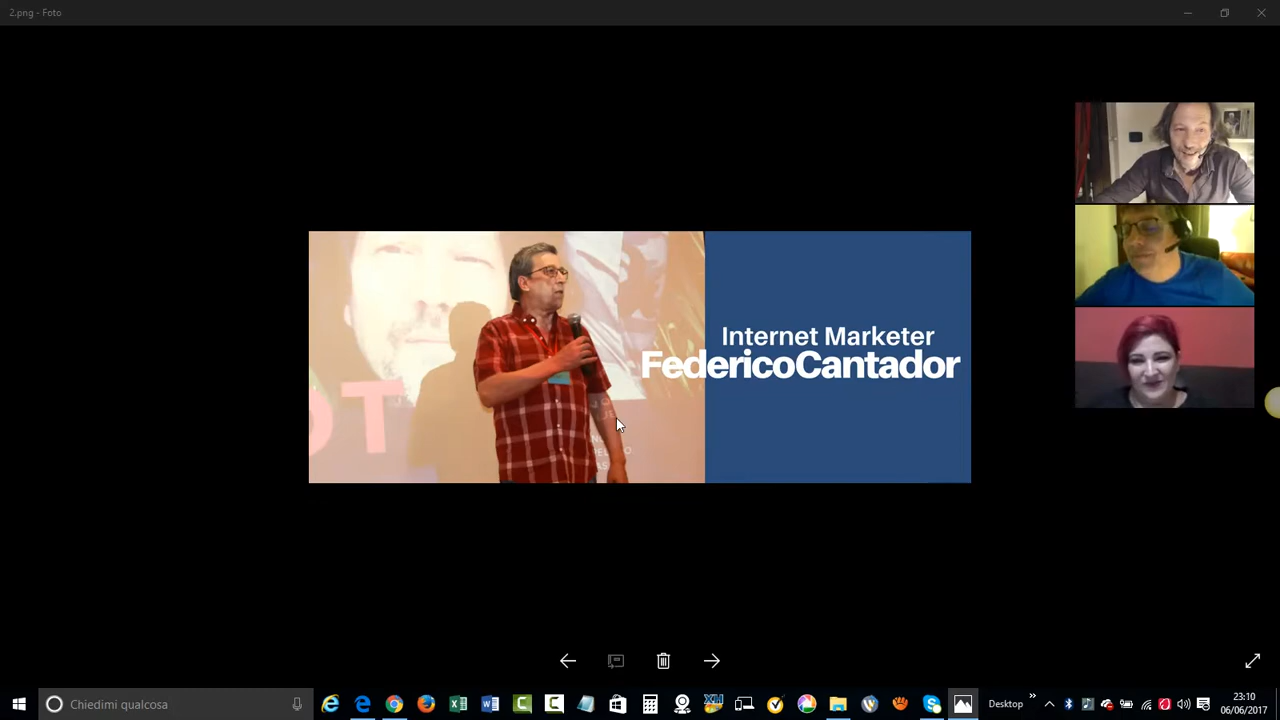 2.png - Foto
Internet Marketer
FedericoCantador
Chiedimi qualcosa
Desktop
23:10
06/06/2017